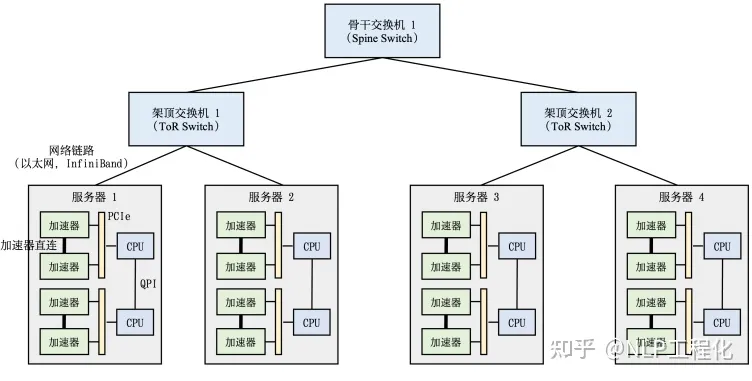 骨干交换机 1
(Spine Switch)
架顶交换机 1
(ToR Switch)
架顶交换机 2
(ToR Switch)
网络链路
(以太网, InfiniBand)
服务器 1
服务器 2
服务器 3
服务器 4
加速器
PCIe
加速器
加速器
加速器
加速器直连
CPU
CPU
CPU
CPU
加速器
加速器
加速器
加速器
QPI
加速器
加速器
加速器
加速器
CPU
CPU
CPU
CPU
加速器
加速器
加速器
加速器
知乎 @NLP工程化